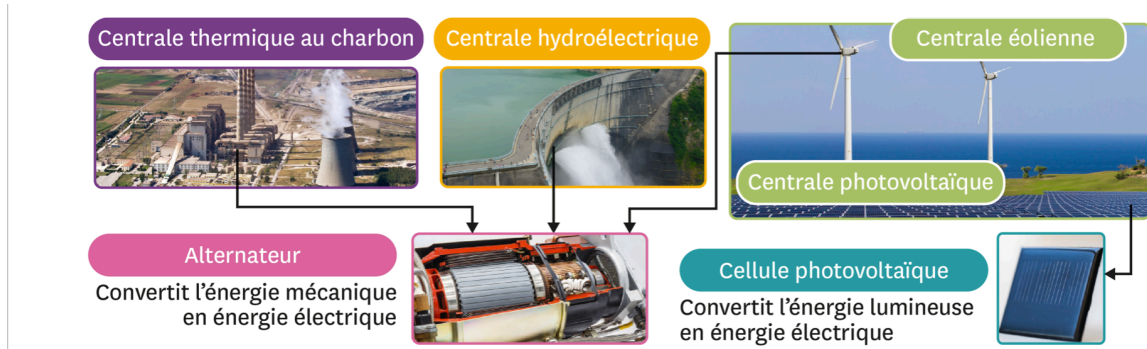 Centrale thermique au charbon
Centrale hydroélectrique
Centrale éolienne
Centrale photovoltaïque
Alternateur
Convertit l’énergie mécanique
en énergie électrique
Cellule photovoltaïque
Convertit l’énergie lumineuse
en énergie électrique